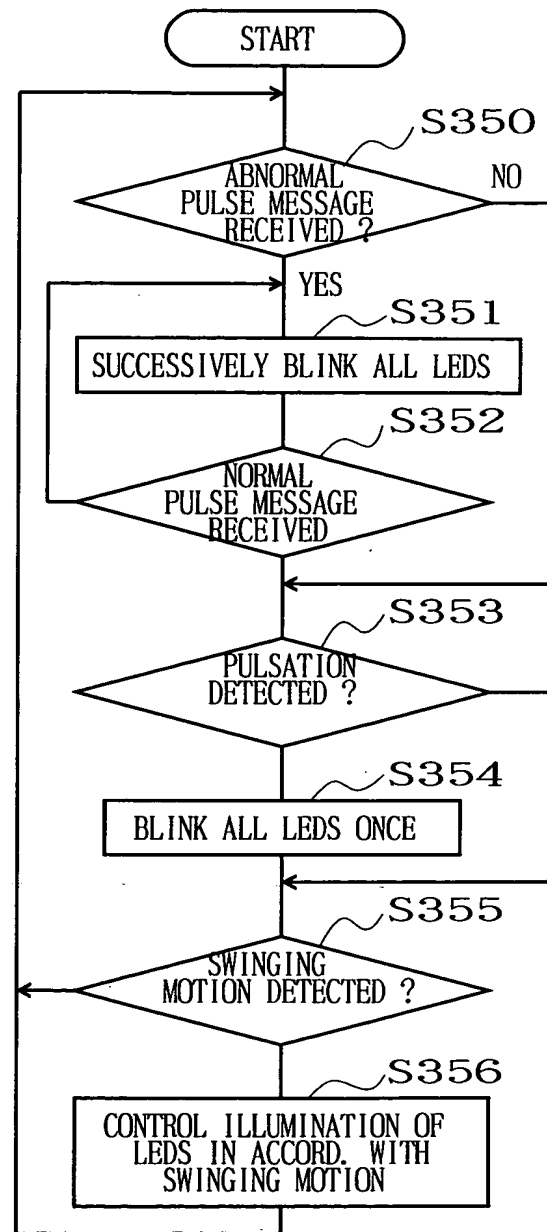 START
S350
ABNORMAL
PULSE MESSAGE
RECEIVED ?
NO
YES
S351
SUCCESSIVELY BLINK ALL LEDS
S352
NORMAL
PULSE MESSAGE
RECEIVED
S353
PULSATION
DETECTED ?
S354
BLINK ALL LEDS ONCE
S355
SWINGING
MOTION DETECTED ?
S356
CONTROL ILLUMINATION OF
LEDS IN ACCORD. WITH
SWINGING MOTION